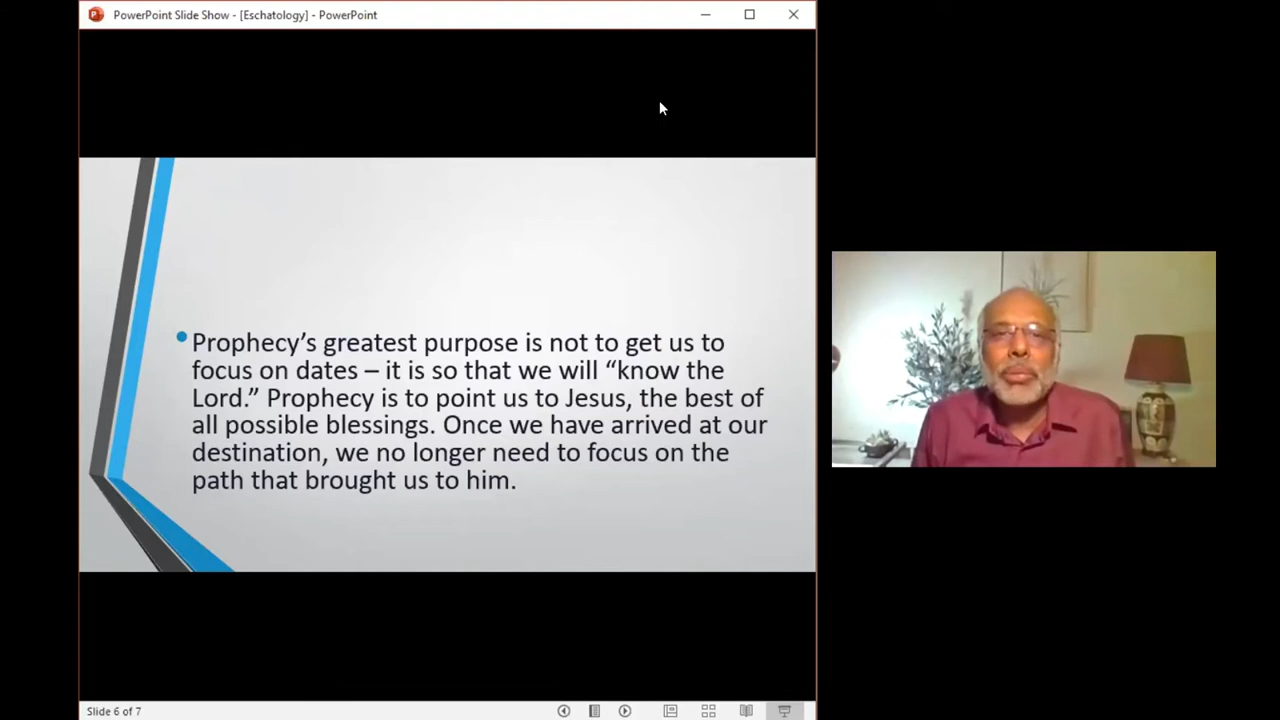 PowerPoint Slide Show - [Eschatology] - PowerPoint
Prophecy’s greatest purpose is not to get us to
focus on dates – it is so that we will “know the
Lord.” Prophecy is to point us to Jesus, the best of
all possible blessings. Once we have arrived at our
destination, we no longer need to focus on the
path that brought us to him.
Slide 6 of 7